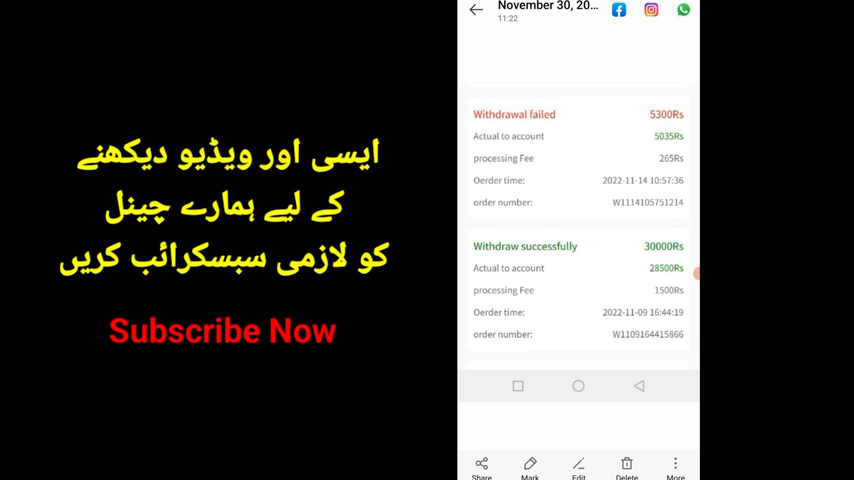 ایسی اور ویڈیو دیکھنے
کے لیے ہمارے چینل
کو لازمی سبسکرائب کریں
Subscribe Now
November 30, 20...
11:22
Withdrawal failed 5300Rs
Actual to account 5035Rs
processing Fee 265Rs
Oerder time: 2022-11-14 10:57:36
order number: W1114105751214
Withdraw successfully 30000Rs
Actual to account 28500Rs
processing Fee 1500Rs
Oerder time: 2022-11-09 16:44:19
order number: W1109164415866
Share Mark Edit Delete More